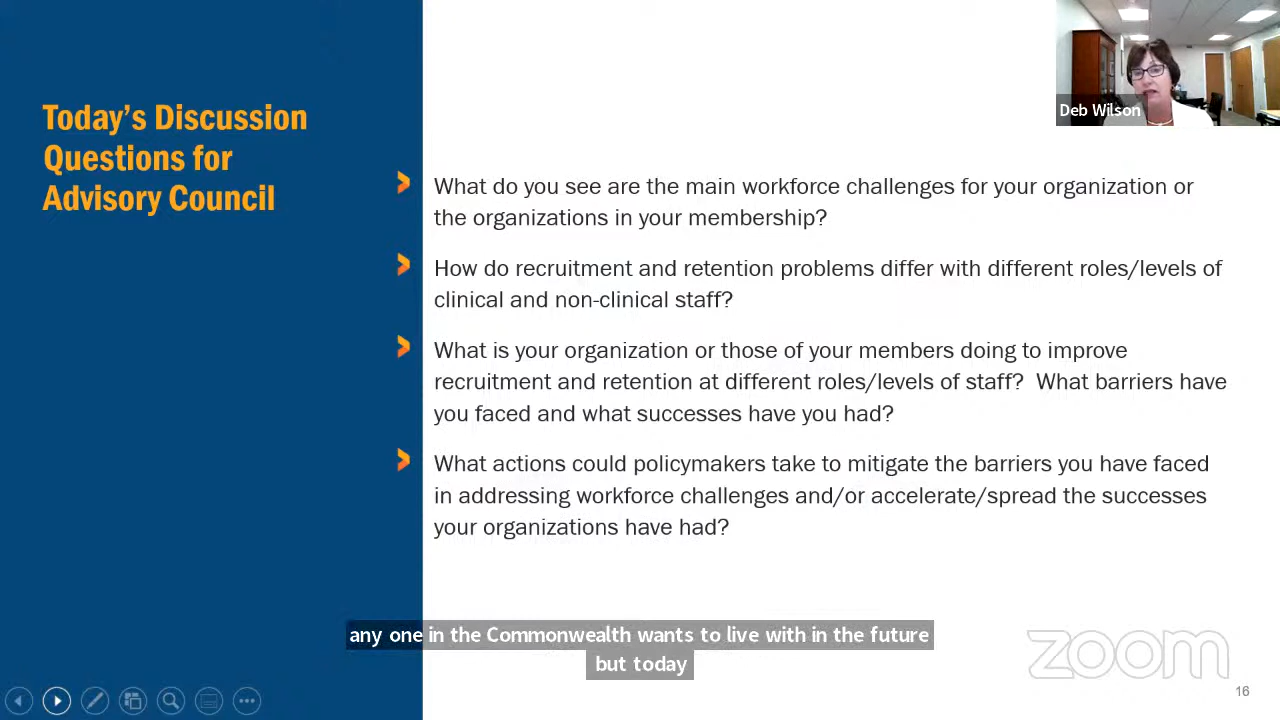 Today's Discussion
Questions for
Advisory Council
Deb Wilson
What do you see are the main workforce challenges for your organization or
the organizations in your membership?
How do recruitment and retention problems differ with different roles/levels of
clinical and non-clinical staff?
What is your organization or those of your members doing to improve
recruitment and retention at different roles/levels of staff?  What barriers have
you faced and what successes have you had?
What actions could policymakers take to mitigate the barriers you have faced
in addressing workforce challenges and/or accelerate/spread the successes
your organizations have had?
any one in the Commonwealth wants to live with in the future
but today
zoom
16